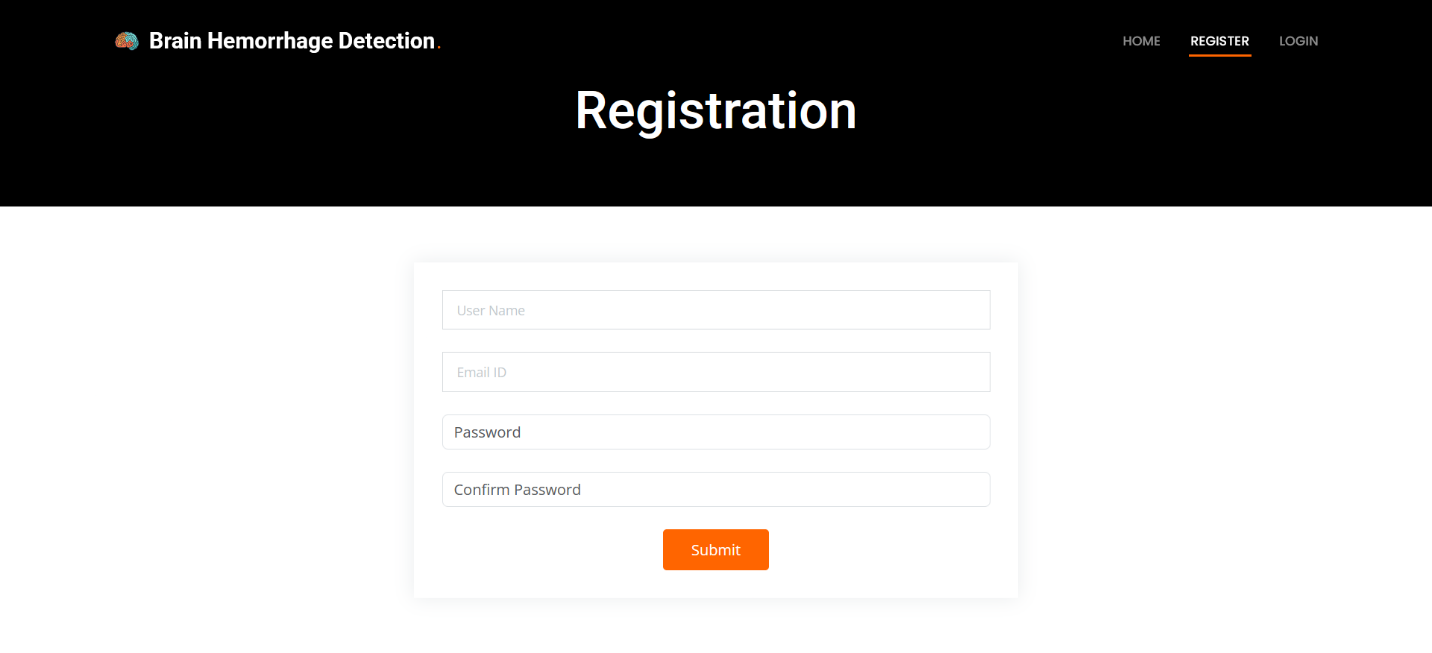 Brain Hemorrhage Detection.
HOME REGISTER LOGIN
Registration
User Name
Email ID
Password
Confirm Password
Submit